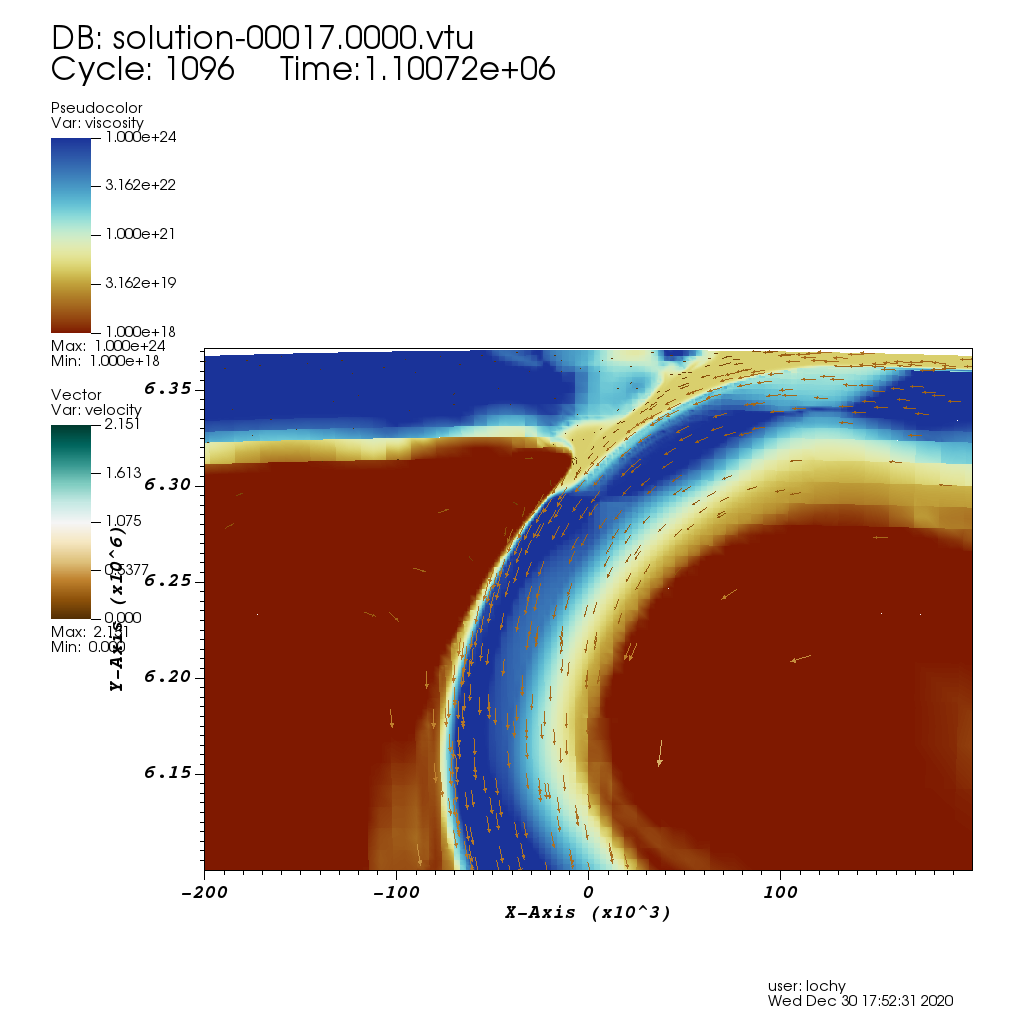 DB: solution-00017.0000.vtu
Cycle: 1096 Time:1.10072e+06
Pseudocolor
Var: viscosity
1.000e+24
3.162e+22
1.000e+21
3.162e+19
1.000e+18
Max: 1.000e+24
Min: 1.000e+18
Vector
Var: velocity
2.151
1.613
1.075
0.5377
0.000
Max: 2.151
Min: 0.000
Y-Axis (x10^6)
6.35
6.30
6.25
6.20
6.15
-200 -100 0 100
X-Axis (x10^3)
user: lochy
Wed Dec 30 17:52:31 2020